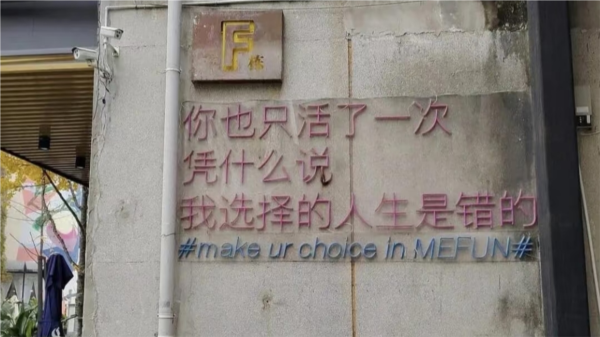 F栋
你也只活了一次
凭什么说
我选择的人生是错的
#make ur choice in MEFUN#